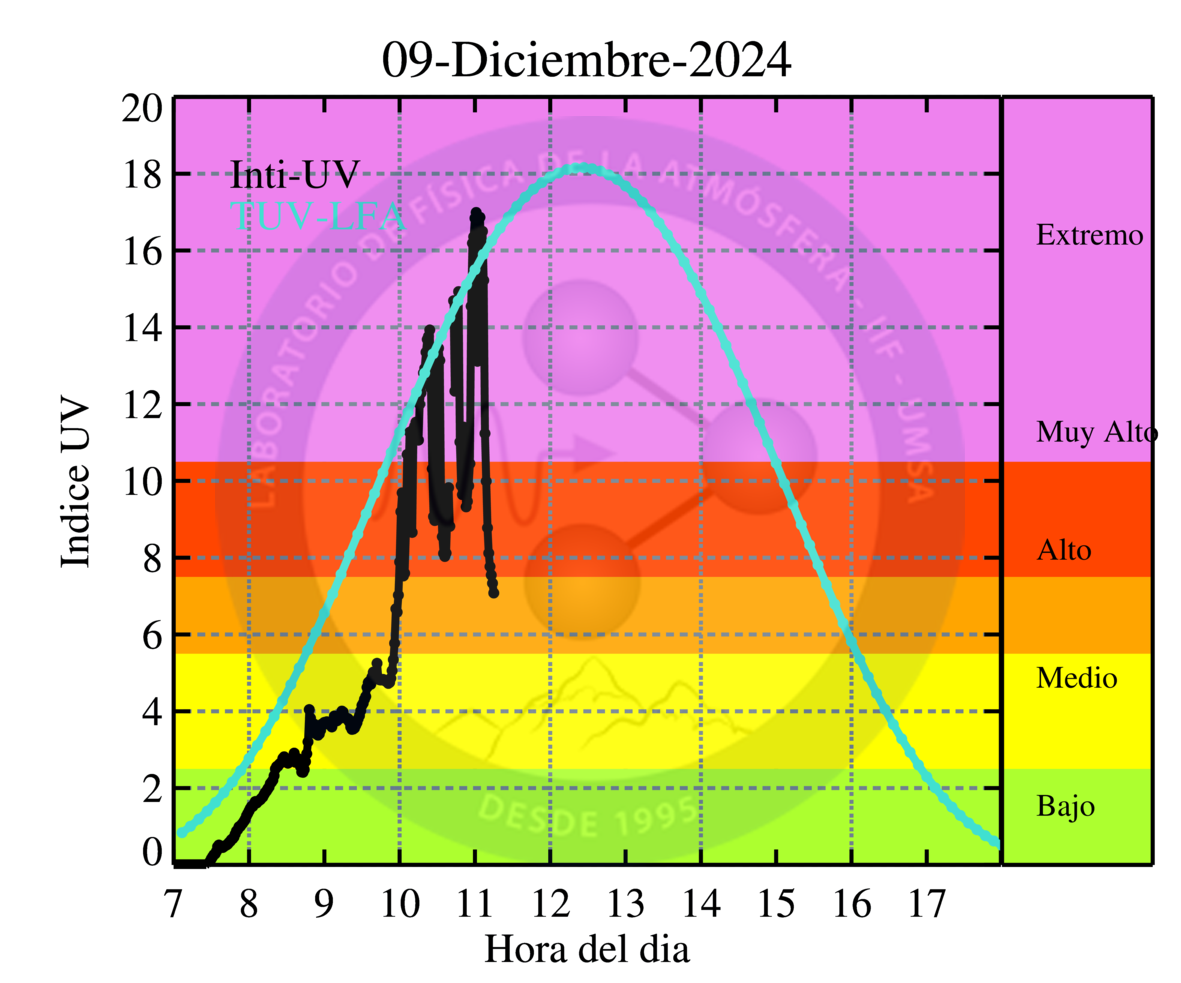 09-Diciembre-2024
Inti-UV
TUV-LFA
LABORATORIO DE FÍSICA DE LA ATMÓSFERA - IIF - UMSA
DESDE 1995
Indice UV
20
18
16
14
12
10
8
6
4
2
0
Extremo
Muy Alto
Alto
Medio
Bajo
7 8 9 10 11 12 13 14 15 16 17
Hora del dia